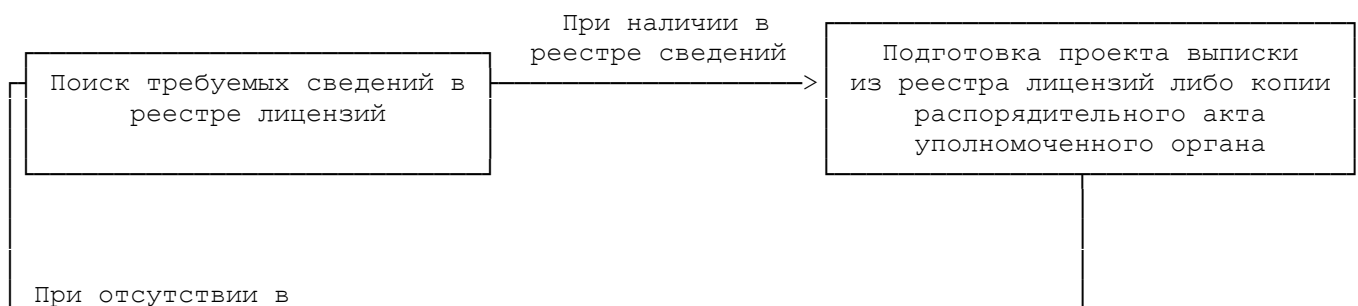 При наличии в
реестре сведений
Поиск требуемых сведений в
реестре лицензий
Подготовка проекта выписки
из реестра лицензий либо копии
распорядительного акта
уполномоченного органа
При отсутствии в